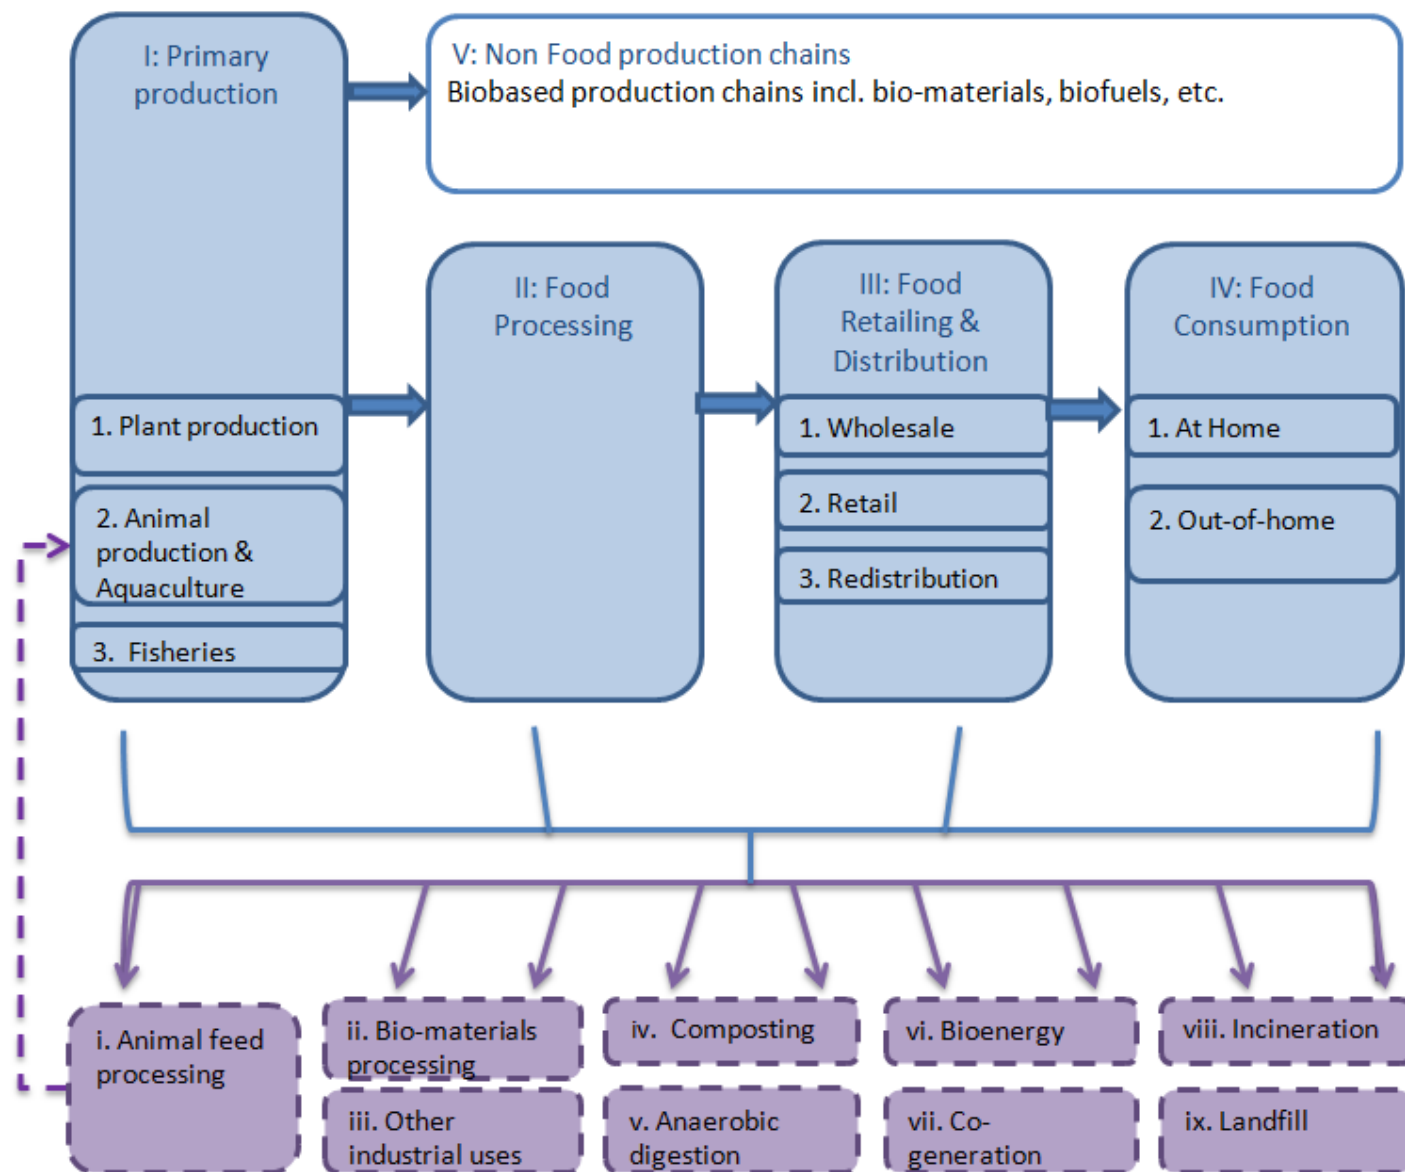 I: Primary
production
V: Non Food production chains
Biobased production chains incl. bio-materials, biofuels, etc.
II: Food
Processing
III: Food
Retailing &
Distribution
IV: Food
Consumption
1. Plant production
2. Animal
production &
Aquaculture
3. Fisheries
1. Wholesale
2. Retail
3. Redistribution
1. At Home
2. Out-of-home
i. Animal feed
processing
ii. Bio-materials
processing
iii. Other
industrial uses
iv. Composting
v. Anaerobic
digestion
vi. Bioenergy
vii. Co-
generation
viii. Incineration
ix. Landfill